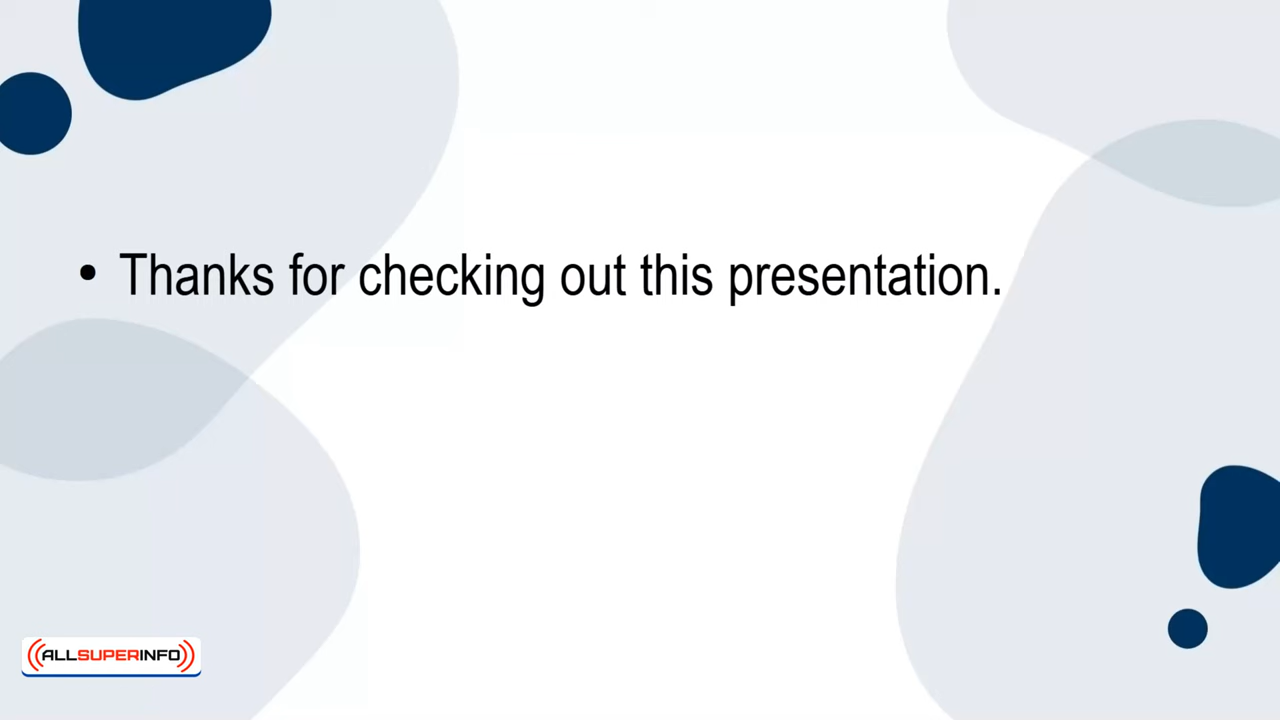 • Thanks for checking out this presentation.
((ALLSUPERINFO))